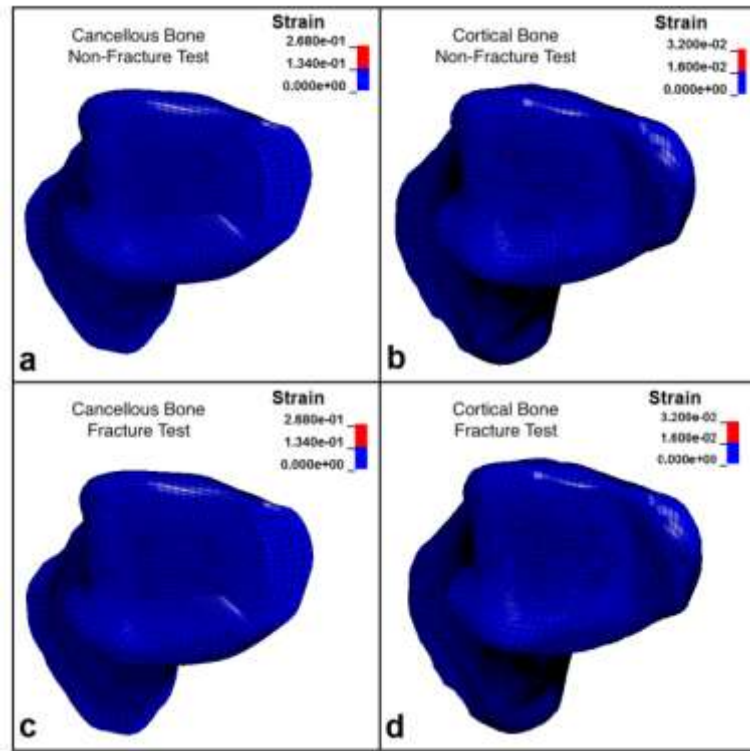 Cancellous Bone
Non-Fracture Test
Strain
2.680e-01
1.340e-01
0.000e+00
a
Cortical Bone
Non-Fracture Test
Strain
3.200e-02
1.600e-02
0.000e+00
b
Cancellous Bone
Fracture Test
Strain
2.680e-01
1.340e-01
0.000e+00
c
Cortical Bone
Fracture Test
Strain
3.200e-02
1.600e-02
0.000e+00
d